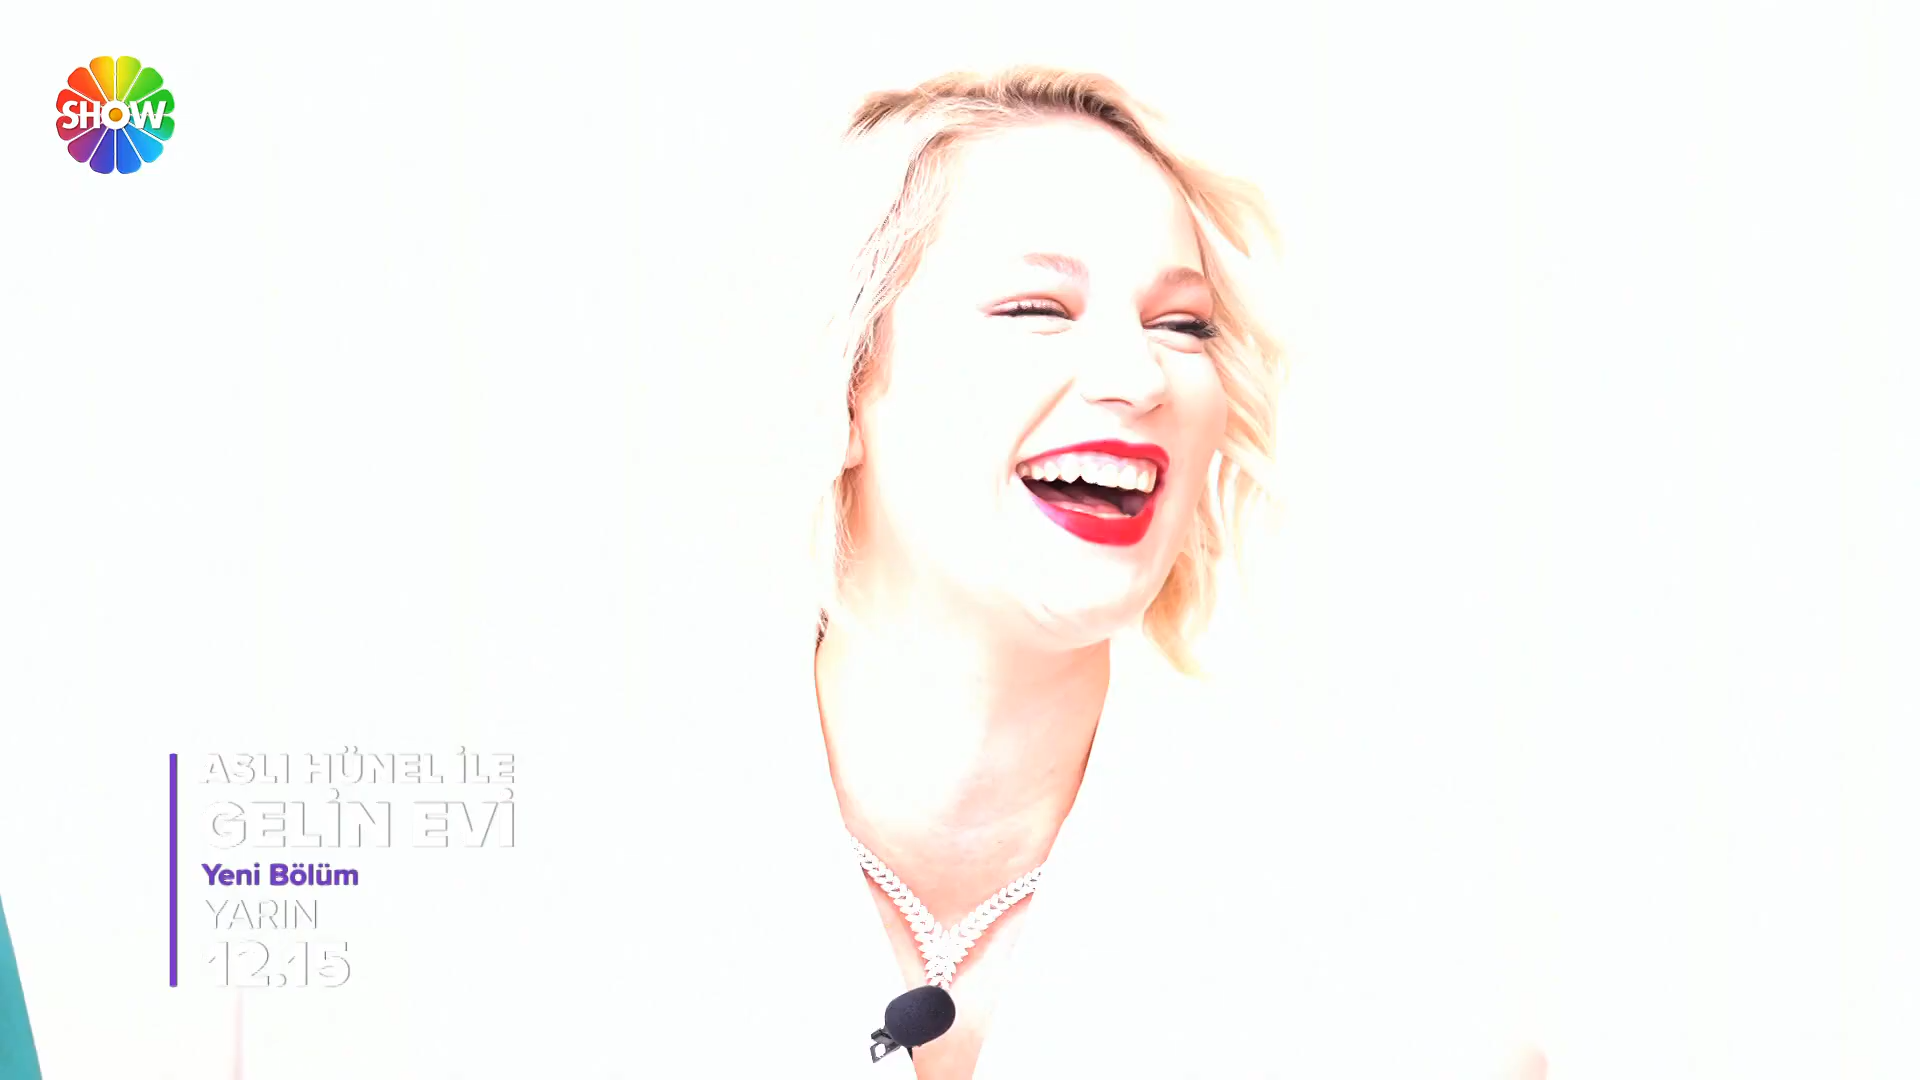 SHOW
ASLI HÜNEL İLE
GELİN EVİ
Yeni Bölüm
YARIN
12.15